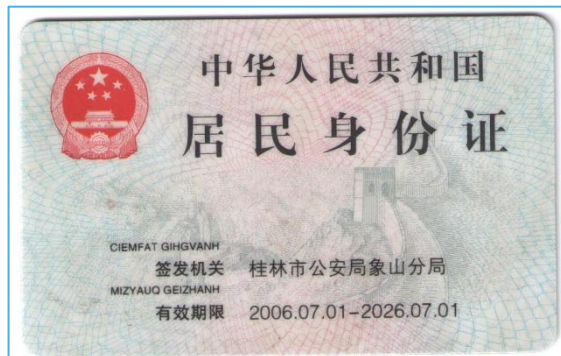 中华人民共和国
居民身份证
CIEMFAT GIHGVANH
签发机关 桂林市公安局象山分局
MIZYAUQ GEIZHANH
有效期限 2006.07.01-2026.07.01